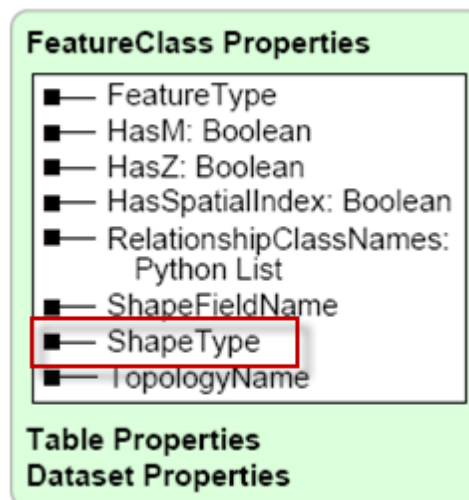 FeatureClass Properties
FeatureType
HasM: Boolean
HasZ: Boolean
HasSpatialIndex: Boolean
RelationshipClassNames:
Python List
ShapeFieldName
ShapeType
TopologyName
Table Properties
Dataset Properties